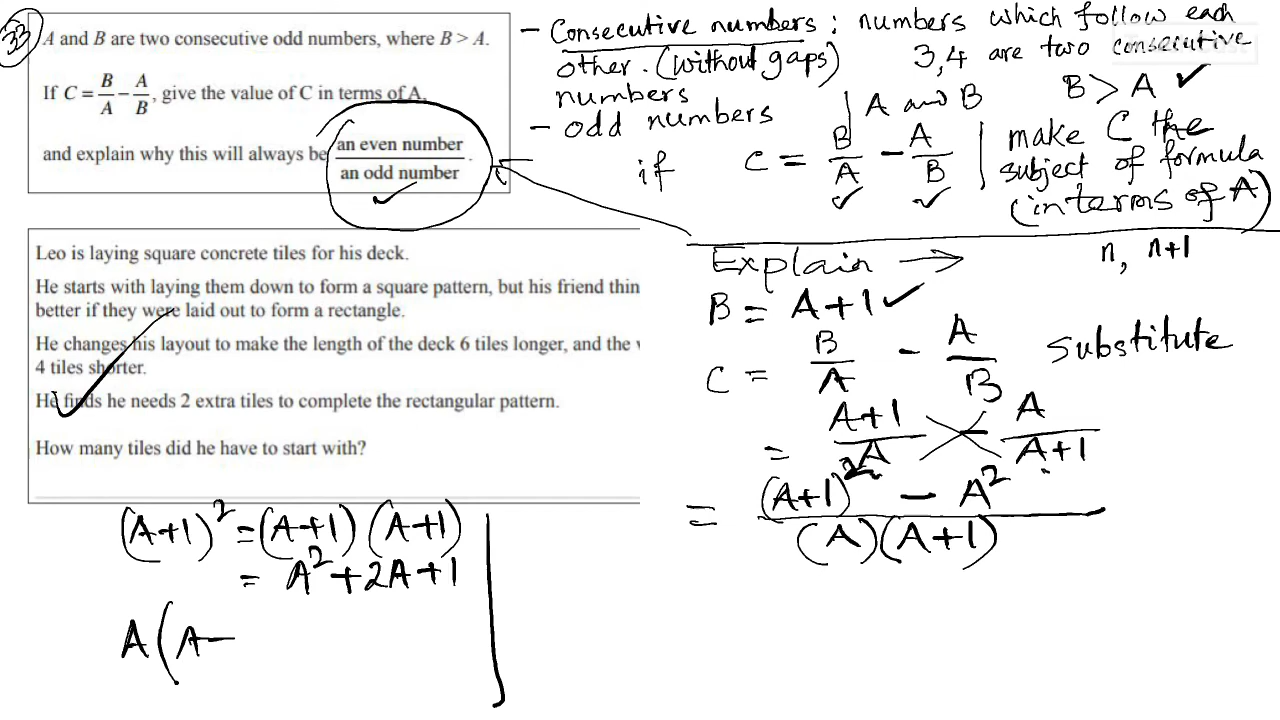 33
A and B are two consecutive odd numbers, where B > A.
If C = B/A − A/B, give the value of C in terms of A,
and explain why this will always be an even number / an odd number.
- Consecutive numbers : numbers which follow each
other. (without gaps) 3,4 are two consecutive
numbers
- odd numbers | A and B B > A ✓
if C = B/A − A/B | make C the
subject of formula
(in terms of A)
Leo is laying square concrete tiles for his deck.
He starts with laying them down to form a square pattern, but his friend thin
better if they were laid out to form a rectangle.
He changes his layout to make the length of the deck 6 tiles longer, and the
4 tiles shorter.
He finds he needs 2 extra tiles to complete the rectangular pattern.
How many tiles did he have to start with?
Explain → n, n+1
B = A+1 ✓
C = B/A − A/B substitute
= (A+1)/A − A/(A+1)
= ((A+1)² − A²)/((A)(A+1))
(A+1)² = (A+1)(A+1)
= A²+2A+1
A(A−